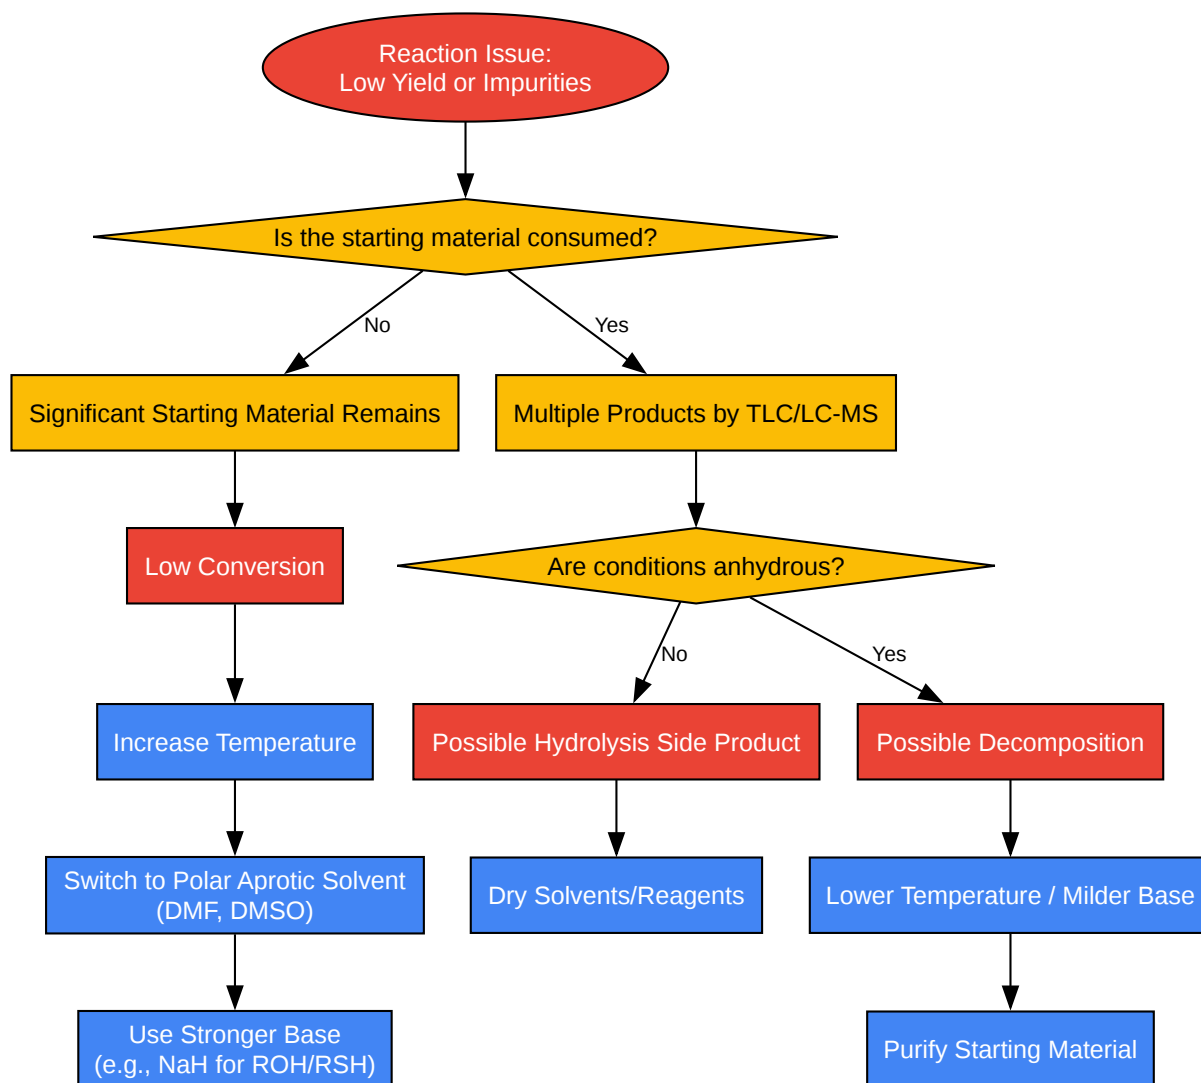 Reaction Issue:
Low Yield or Impurities
Is the starting material consumed?
No
Yes
Significant Starting Material Remains
Multiple Products by TLC/LC-MS
Low Conversion
Are conditions anhydrous?
No
Yes
Increase Temperature
Possible Hydrolysis Side Product
Possible Decomposition
Switch to Polar Aprotic Solvent
(DMF, DMSO)
Dry Solvents/Reagents
Lower Temperature / Milder Base
Use Stronger Base
(e.g., NaH for ROH/RSH)
Purify Starting Material